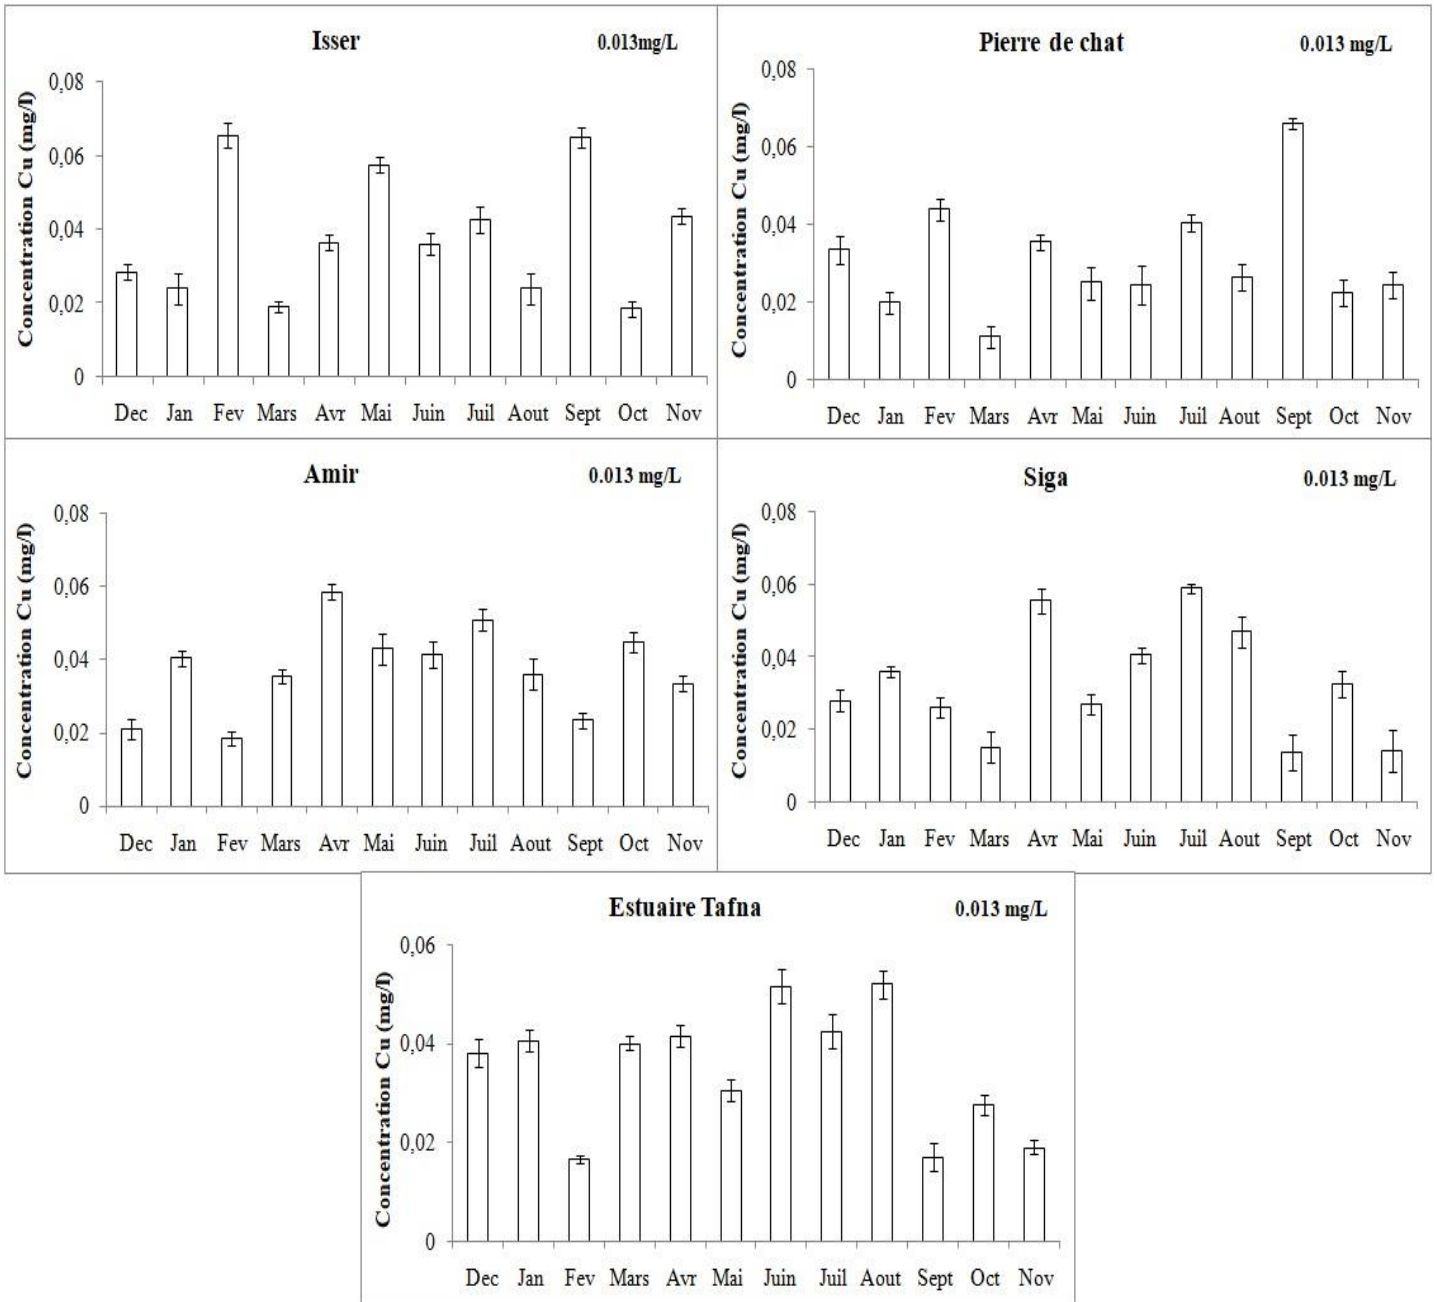 Isser 0.013mg/L
Concentration Cu (mg/l)
0,08
0,06
0,04
0,02
0
Dec Jan Fev Mars Avr Mai Juin Juil Aout Sept Oct Nov
Pierre de chat 0.013 mg/L
Concentration Cu (mg/l)
0,08
0,06
0,04
0,02
0
Dec Jan Fev Mars Avr Mai Juin Juil Aout Sept Oct Nov
Amir 0.013 mg/L
Concentration Cu (mg/l)
0,08
0,06
0,04
0,02
0
Dec Jan Fev Mars Avr Mai Juin Juil Aout Sept Oct Nov
Siga 0.013 mg/L
Concentration Cu (mg/l)
0,08
0,06
0,04
0,02
0
Dec Jan Fev Mars Avr Mai Juin Juil Aout Sept Oct Nov
Estuaire Tafna 0.013 mg/L
Concentration Cu (mg/l)
0,06
0,04
0,02
0
Dec Jan Fev Mars Avr Mai Juin Juil Aout Sept Oct Nov